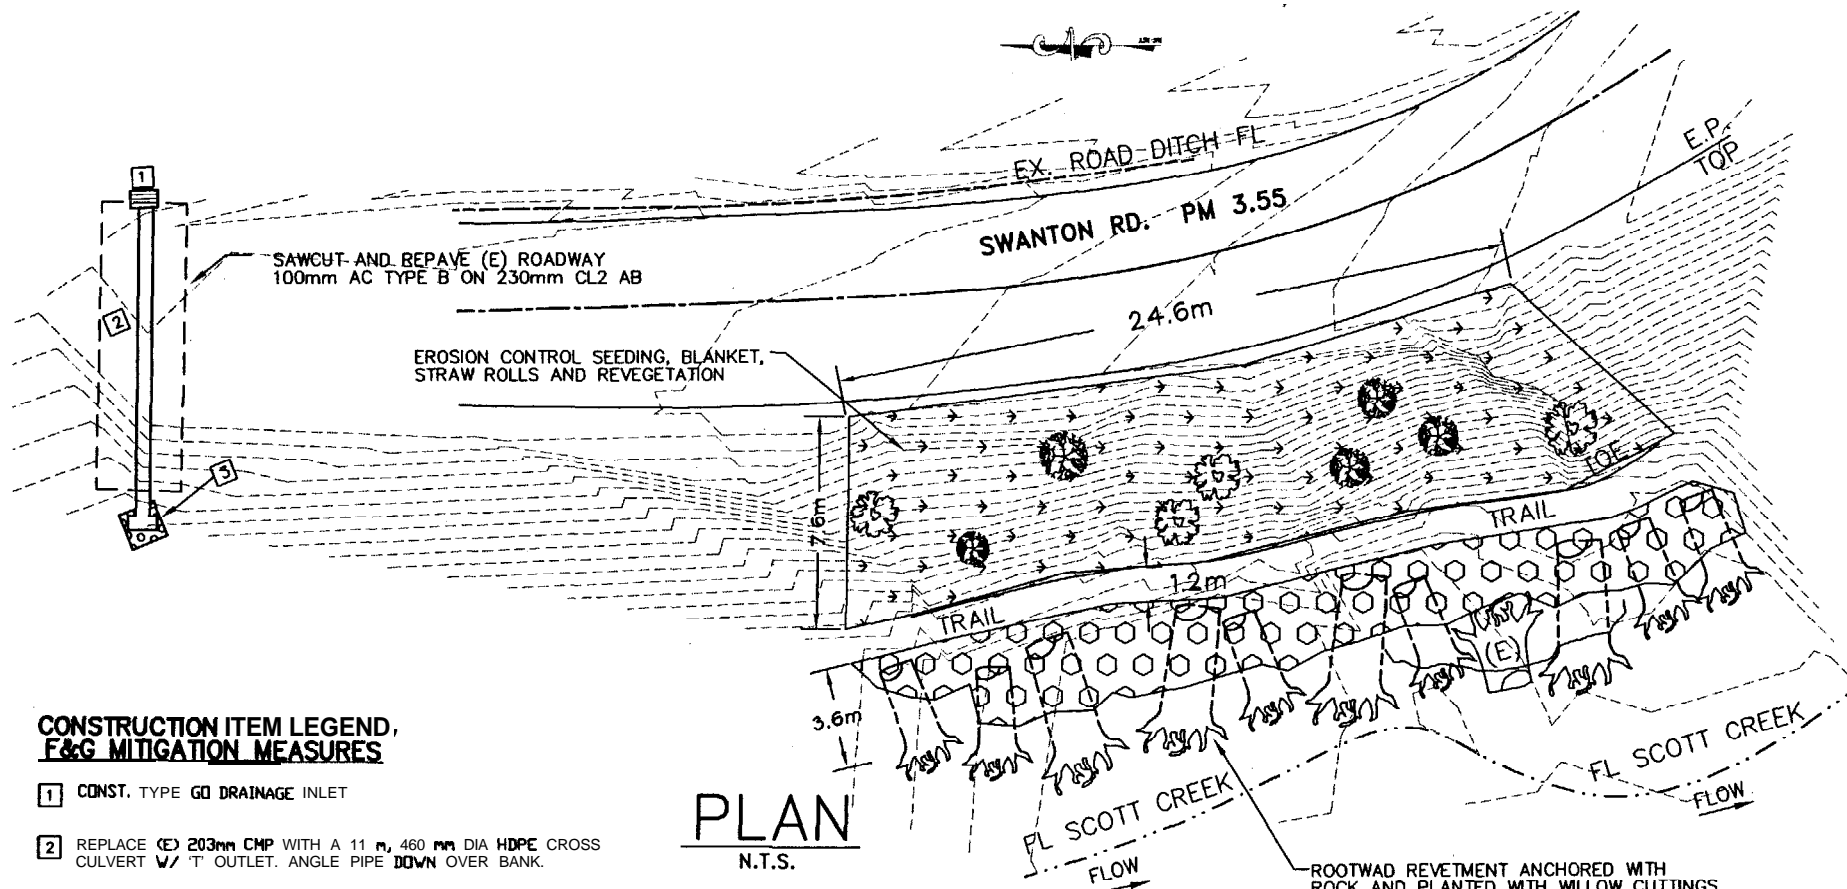 EX. ROAD DITCH FL
E.P.
TOP
SWANTON RD. PM 3.55
1
SAWCUT AND REPAVE (E) ROADWAY
100mm AC TYPE B ON 230mm CL2 AB
2
24.6m
EROSION CONTROL SEEDING, BLANKET,
STRAW ROLLS AND REVEGETATION
3
7.6m
TOE
TRAIL
1.2m
TRAIL
(E)
3.6m
CONSTRUCTION ITEM LEGEND,
F&G MITIGATION MEASURES
1 CONST. TYPE GO DRAINAGE INLET
2 REPLACE (E) 203mm CMP WITH A 11 m, 460 mm DIA HDPE CROSS
CULVERT W/ 'T' OUTLET. ANGLE PIPE DOWN OVER BANK.
PLAN
N.T.S.
FL SCOTT CREEK
FLOW
FL SCOTT CREEK
FLOW
ROOTWAD REVETMENT ANCHORED WITH
ROCK AND PLANTED WITH WILLOW CUTTINGS